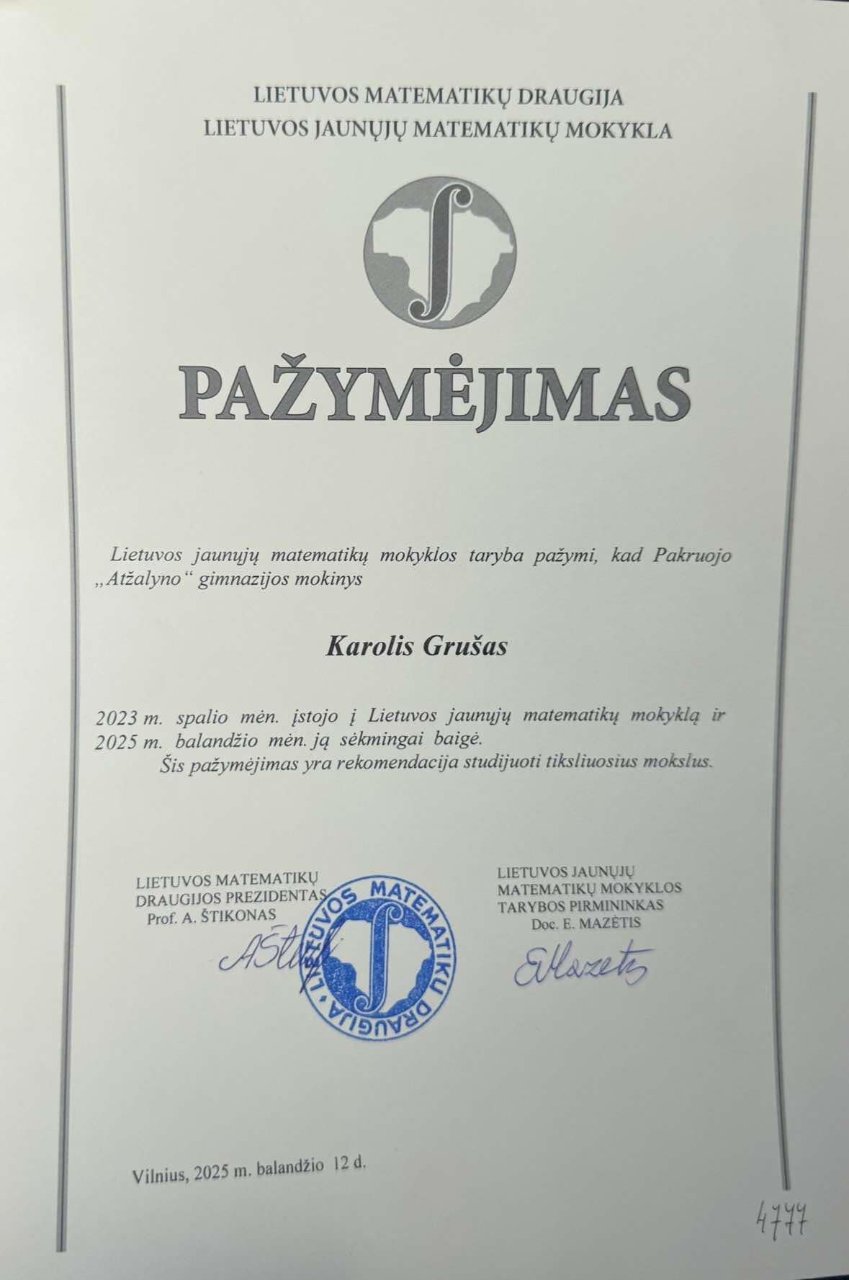 LIETUVOS MATEMATIKŲ DRAUGIJA
LIETUVOS JAUNŲJŲ MATEMATIKŲ MOKYKLA
PAŽYMĖJIMAS
Lietuvos jaunųjų matematikų mokyklos taryba pažymi, kad Pakruojo
„Atžalyno“ gimnazijos mokinys
Karolis Grušas
2023 m. spalio mėn. įstojo į Lietuvos jaunųjų matematikų mokyklą ir
2025 m. balandžio mėn. ją sėkmingai baigė.
Šis pažymėjimas yra rekomendacija studijuoti tiksliuosius mokslus.
LIETUVOS MATEMATIKŲ
DRAUGIJOS PREZIDENTAS
Prof. A. ŠTIKONAS
LIETUVOS MATEMATIKŲ DRAUGIJA
LIETUVOS JAUNŲJŲ
MATEMATIKŲ MOKYKLOS
TARYBOS PIRMININKAS
Doc. E. MAZĖTIS
Vilnius, 2025 m. balandžio 12 d.
4777